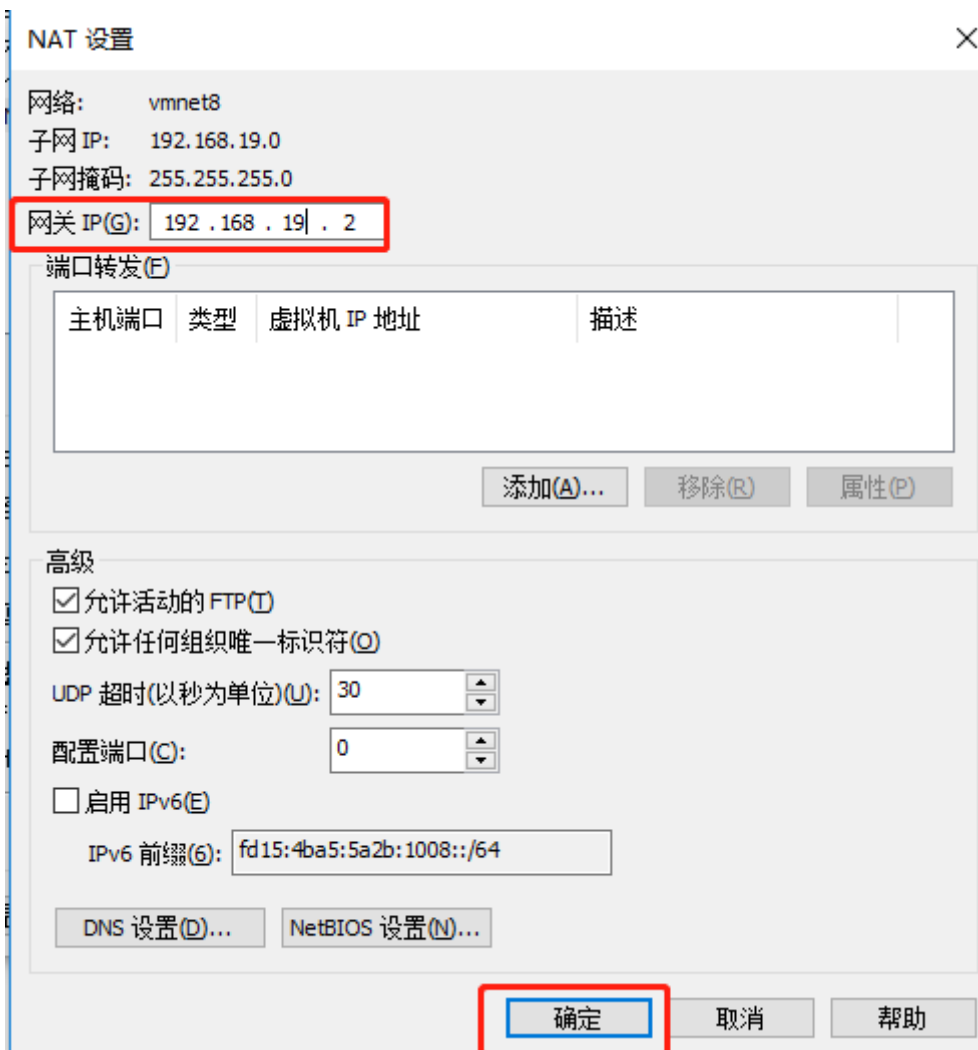 NAT 设置
网络: vmnet8
子网 IP: 192.168.19.0
子网掩码: 255.255.255.0
网关 IP(G): 192 . 168 . 19 . 2
端口转发(F)
主机端口 类型 虚拟机 IP 地址 描述
添加(A)... 移除(R) 属性(P)
高级
允许活动的 FTP(T)
允许任何组织唯一标识符(O)
UDP 超时(以秒为单位)(U): 30
配置端口(C): 0
启用 IPv6(E)
IPv6 前缀(6): fd15:4ba5:5a2b:1008::/64
DNS 设置(D)... NetBIOS 设置(N)...
确定 取消 帮助